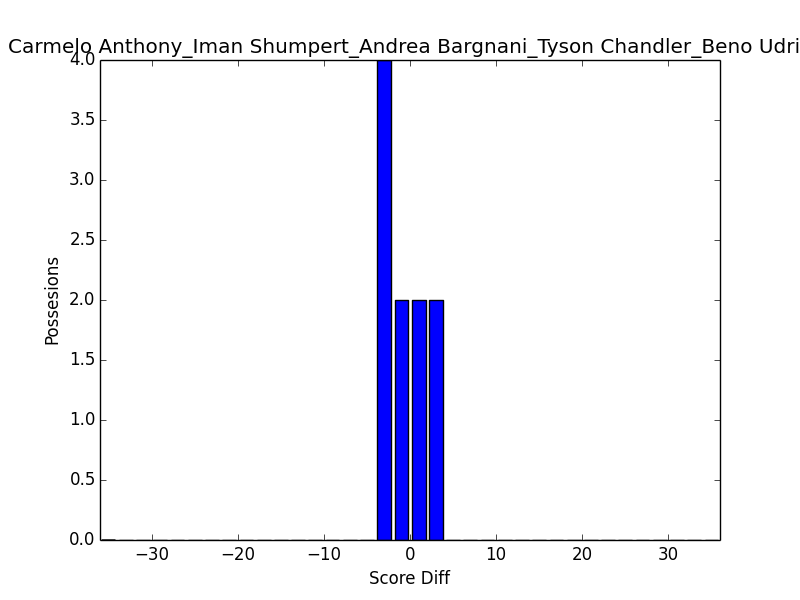 Carmelo Anthony_Iman Shumpert_Andrea Bargnani_Tyson Chandler_Beno Udri
4.0
3.5
3.0
2.5
2.0
1.5
1.0
0.5
0.0
Possesions
−30 −20 −10 0 10 20 30
Score Diff